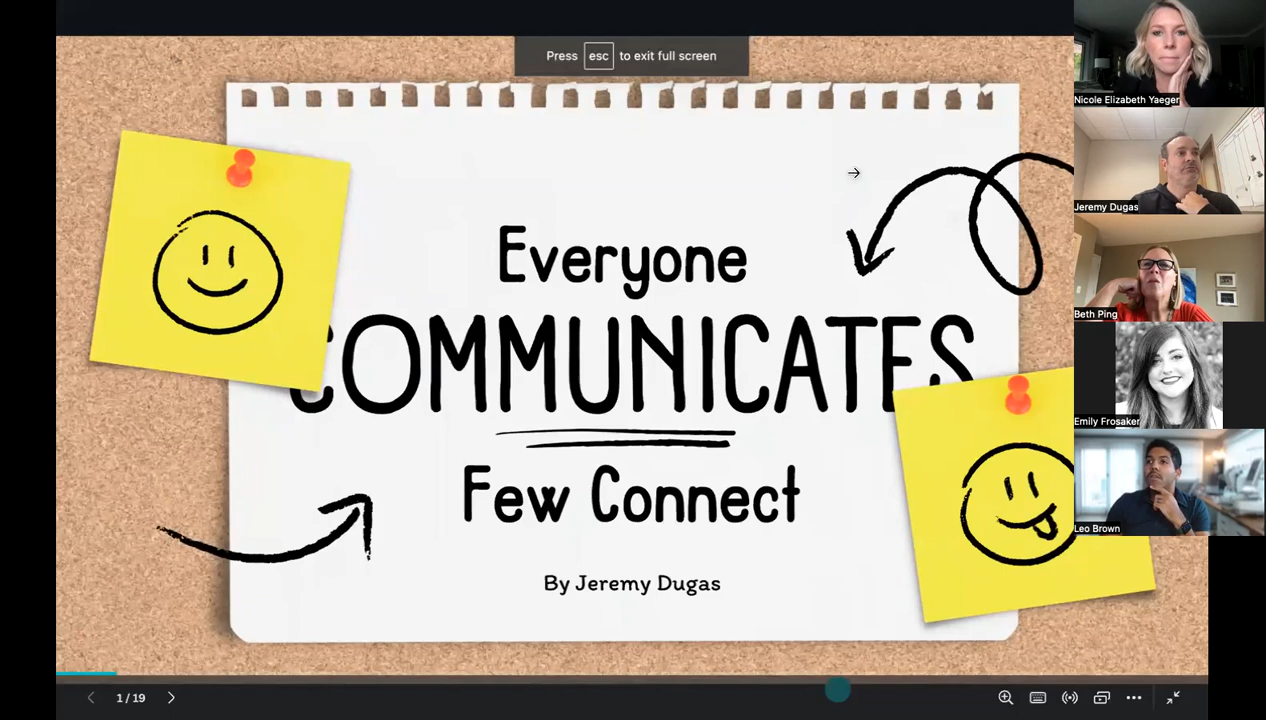 Press esc to exit full screen
Everyone
COMMUNICATES
Few Connect
By Jeremy Dugas
1 / 19
Nicole Elizabeth Yaeger
Jeremy Dugas
Beth Ping
Emily Frosaker
Leo Brown